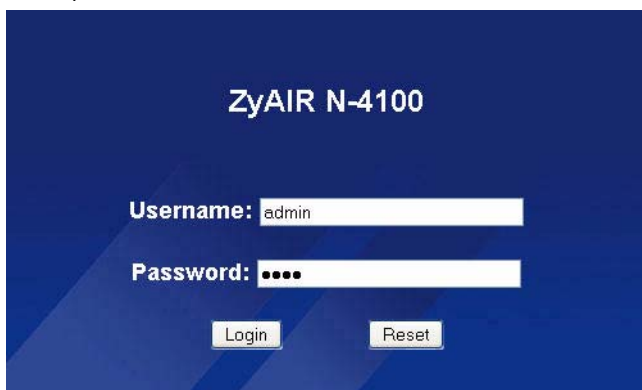 ZyAIR N-4100
Username: admin
Password: ••••
Login Reset